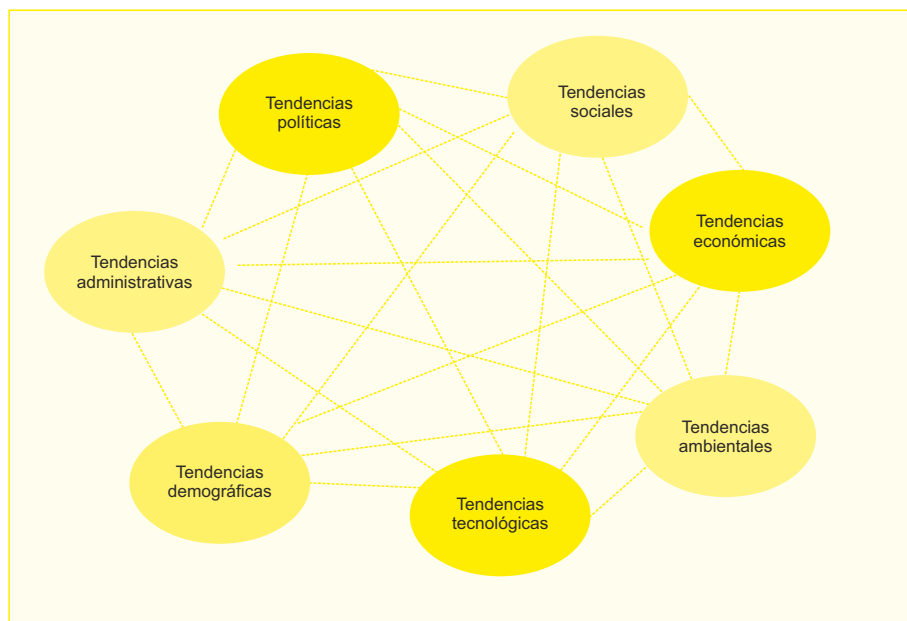 Tendencias
políticas
Tendencias
sociales
Tendencias
económicas
Tendencias
administrativas
Tendencias
ambientales
Tendencias
demográficas
Tendencias
tecnológicas